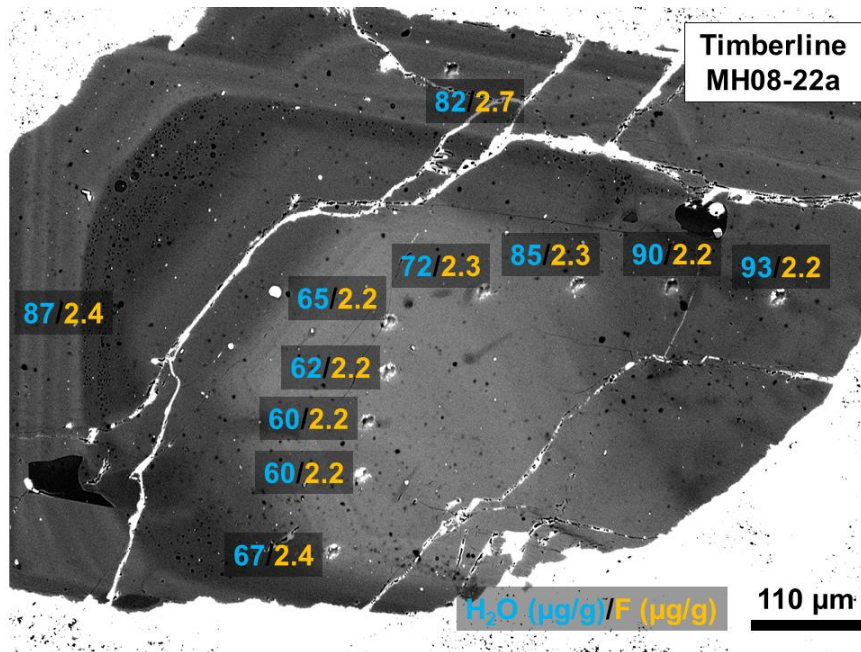 Timberline
MH08-22a
82/2.7
72/2.3
85/2.3
90/2.2
93/2.2
65/2.2
87/2.4
62/2.2
60/2.2
60/2.2
67/2.4
H₂O (µg/g)/F (µg/g)
110 µm